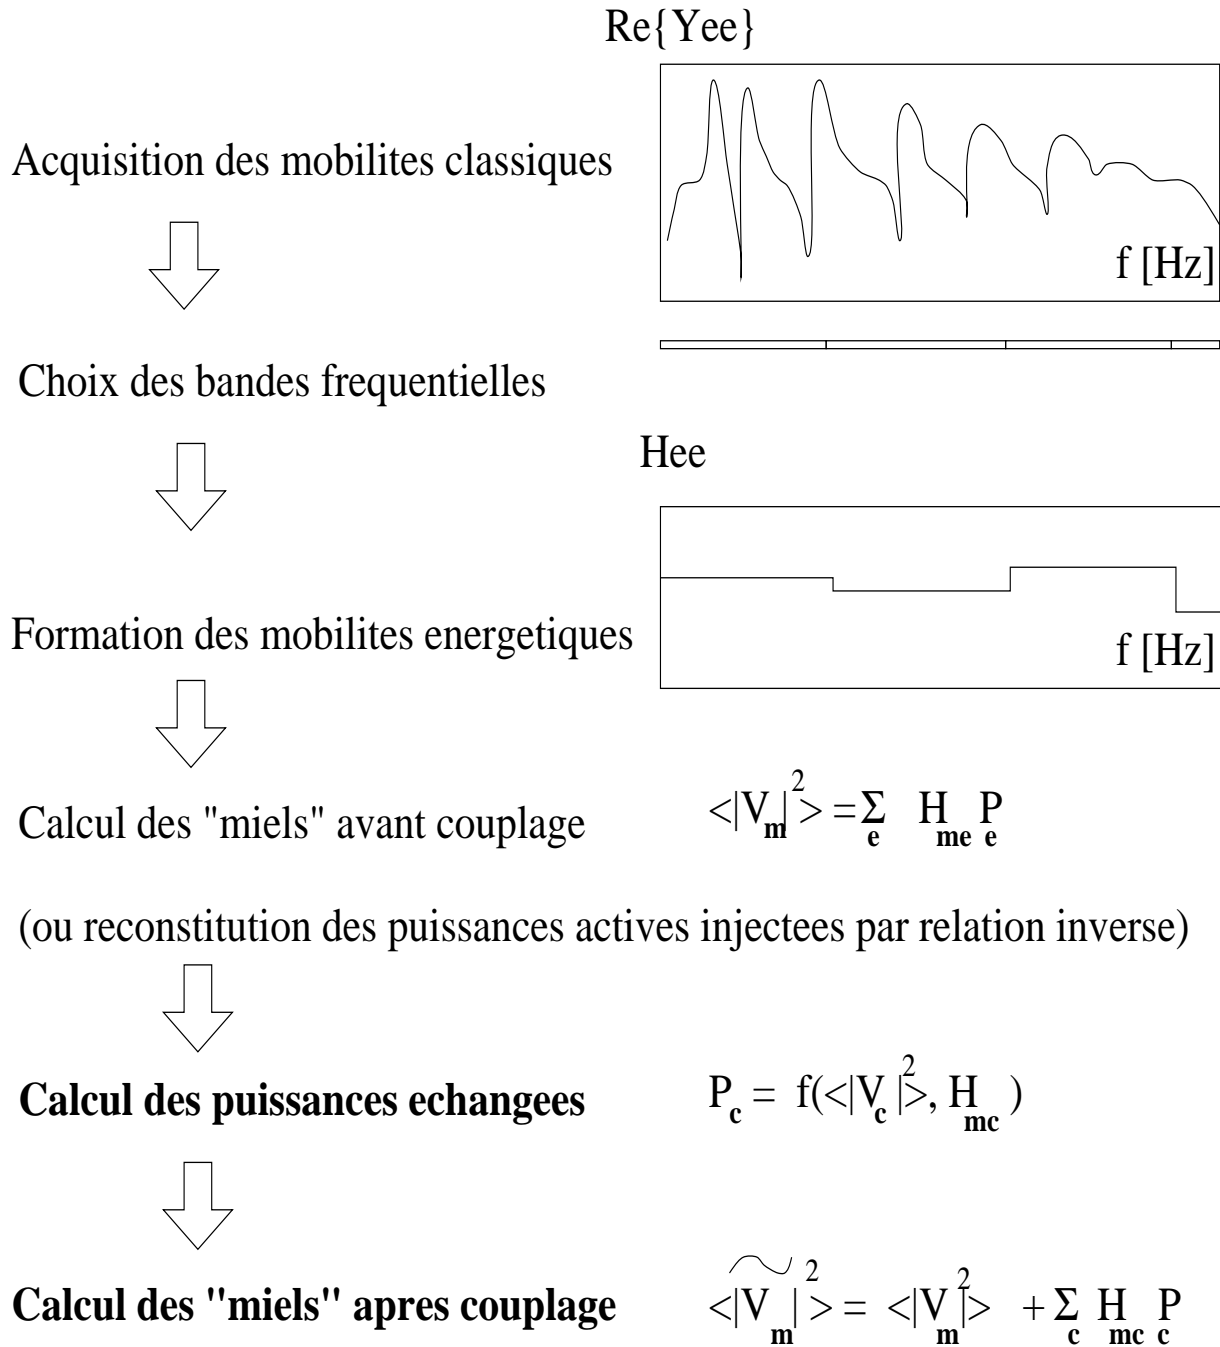 Re{Yee}
Acquisition des mobilites classiques
f [Hz]
Choix des bandes frequentielles
Hee
Formation des mobilites energetiques
f [Hz]
Calcul des "miels" avant couplage
<|V_m|^2> = Σ_e H_me P_e
(ou reconstitution des puissances actives injectees par relation inverse)
Calcul des puissances echangees
P_c = f(<|V_c|^2>, H_mc)
Calcul des "miels" apres couplage
<|Ṽ_m|^2> = <|V_m|^2> + Σ_c H_mc P_c